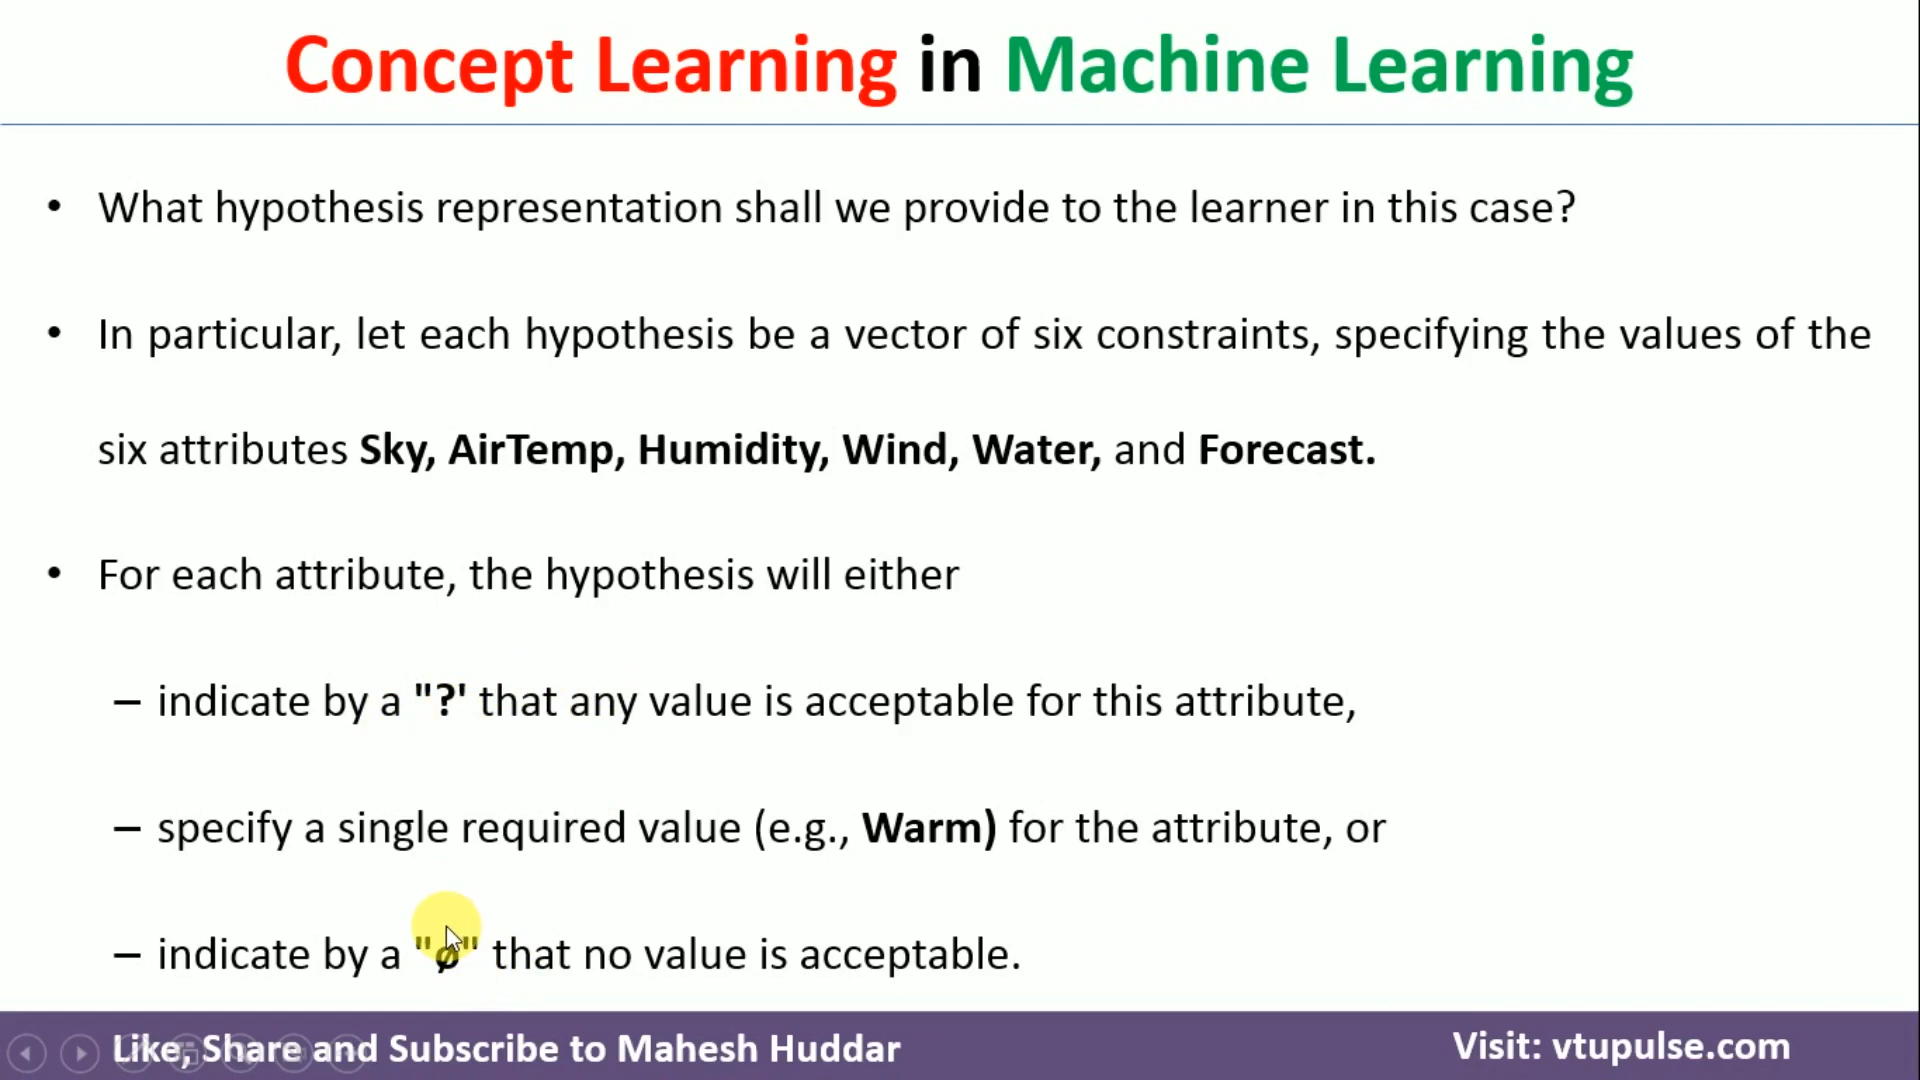 Concept Learning in Machine Learning
• What hypothesis representation shall we provide to the learner in this case?
• In particular, let each hypothesis be a vector of six constraints, specifying the values of the
six attributes Sky, AirTemp, Humidity, Wind, Water, and Forecast.
• For each attribute, the hypothesis will either
– indicate by a "?' that any value is acceptable for this attribute,
– specify a single required value (e.g., Warm) for the attribute, or
– indicate by a "ø" that no value is acceptable.
Like, Share and Subscribe to Mahesh Huddar
Visit: vtupulse.com